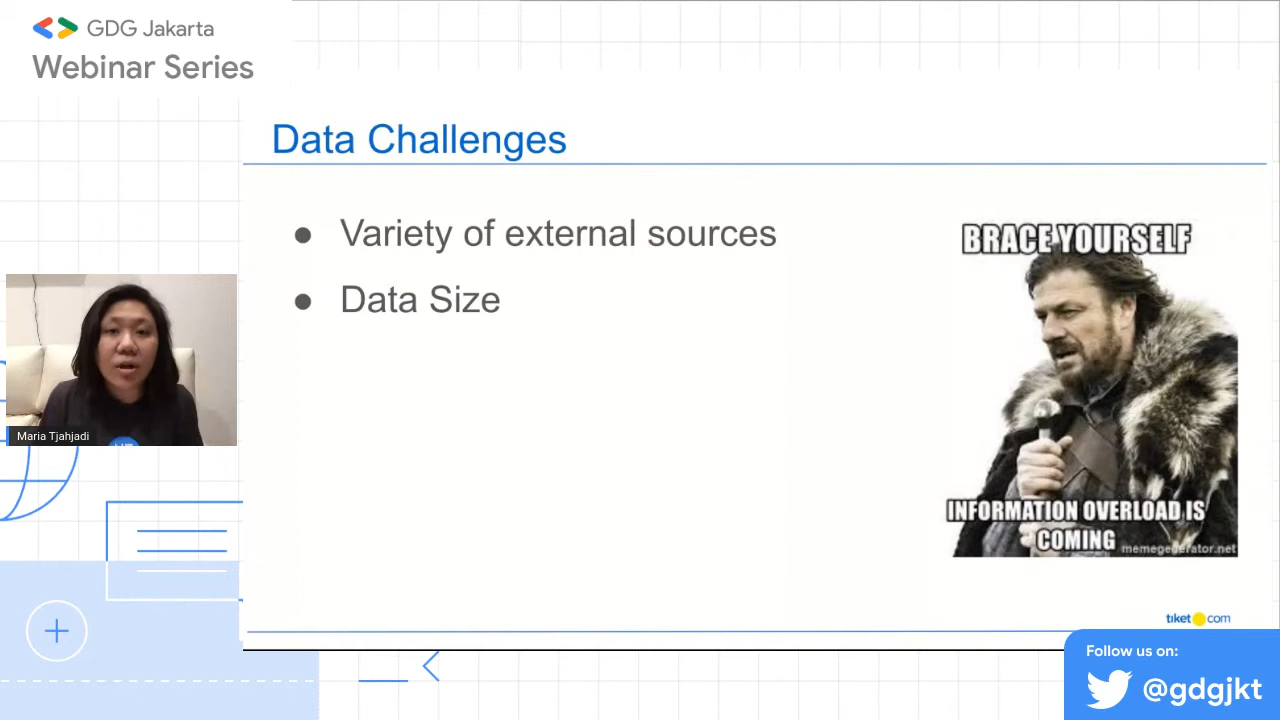 GDG Jakarta
Webinar Series
Data Challenges
● Variety of external sources
● Data Size
BRACE YOURSELF
INFORMATION OVERLOAD IS
COMING
memegenerator.net
Maria Tjahjadi
tiket.com
Follow us on:
@gdgjkt